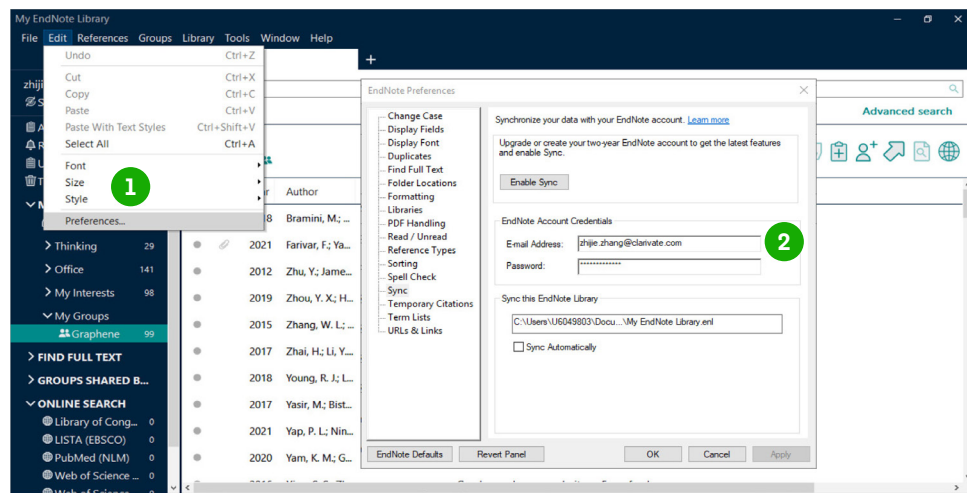 My EndNote Library
File Edit References Groups Library Tools Window Help
Undo Ctrl+Z
Cut Ctrl+X
Copy Ctrl+C
Paste Ctrl+V
Paste With Text Styles Ctrl+Shift+V
Select All Ctrl+A
Font
Size
Style
Preferences...
1
zhiji
Thinking 29
Office 141
My Interests 98
My Groups
Graphene 99
FIND FULL TEXT
GROUPS SHARED B...
ONLINE SEARCH
Library of Cong... 0
LISTA (EBSCO) 0
PubMed (NLM) 0
Web of Science ... 0
Advanced search
Author
8 Bramini, M.; ...
2021 Farivar, F.; Ya...
2012 Zhu, Y.; Jame...
2019 Zhou, Y. X.; H...
2015 Zhang, W. L.; ...
2017 Zhai, H.; Li, Y....
2018 Young, R. J.; L...
2017 Yasir, M.; Bist...
2021 Yap, P. L.; Nin...
2020 Yam, K. M.; G...
EndNote Preferences
Change Case
Display Fields
Display Font
Duplicates
Find Full Text
Folder Locations
Formatting
Libraries
PDF Handling
Read / Unread
Reference Types
Sorting
Spell Check
Sync
Temporary Citations
Term Lists
URLs & Links
Synchronize your data with your EndNote account. Learn more
Upgrade or create your two-year EndNote account to get the latest features
and enable Sync.
Enable Sync
EndNote Account Credentials
E-mail Address: zhijie.zhang@clarivate.com
2
Password: *************
Sync this EndNote Library
C:\Users\U6049803\Docu...\My EndNote Library.enl
Sync Automatically
EndNote Defaults Revert Panel OK Cancel Apply